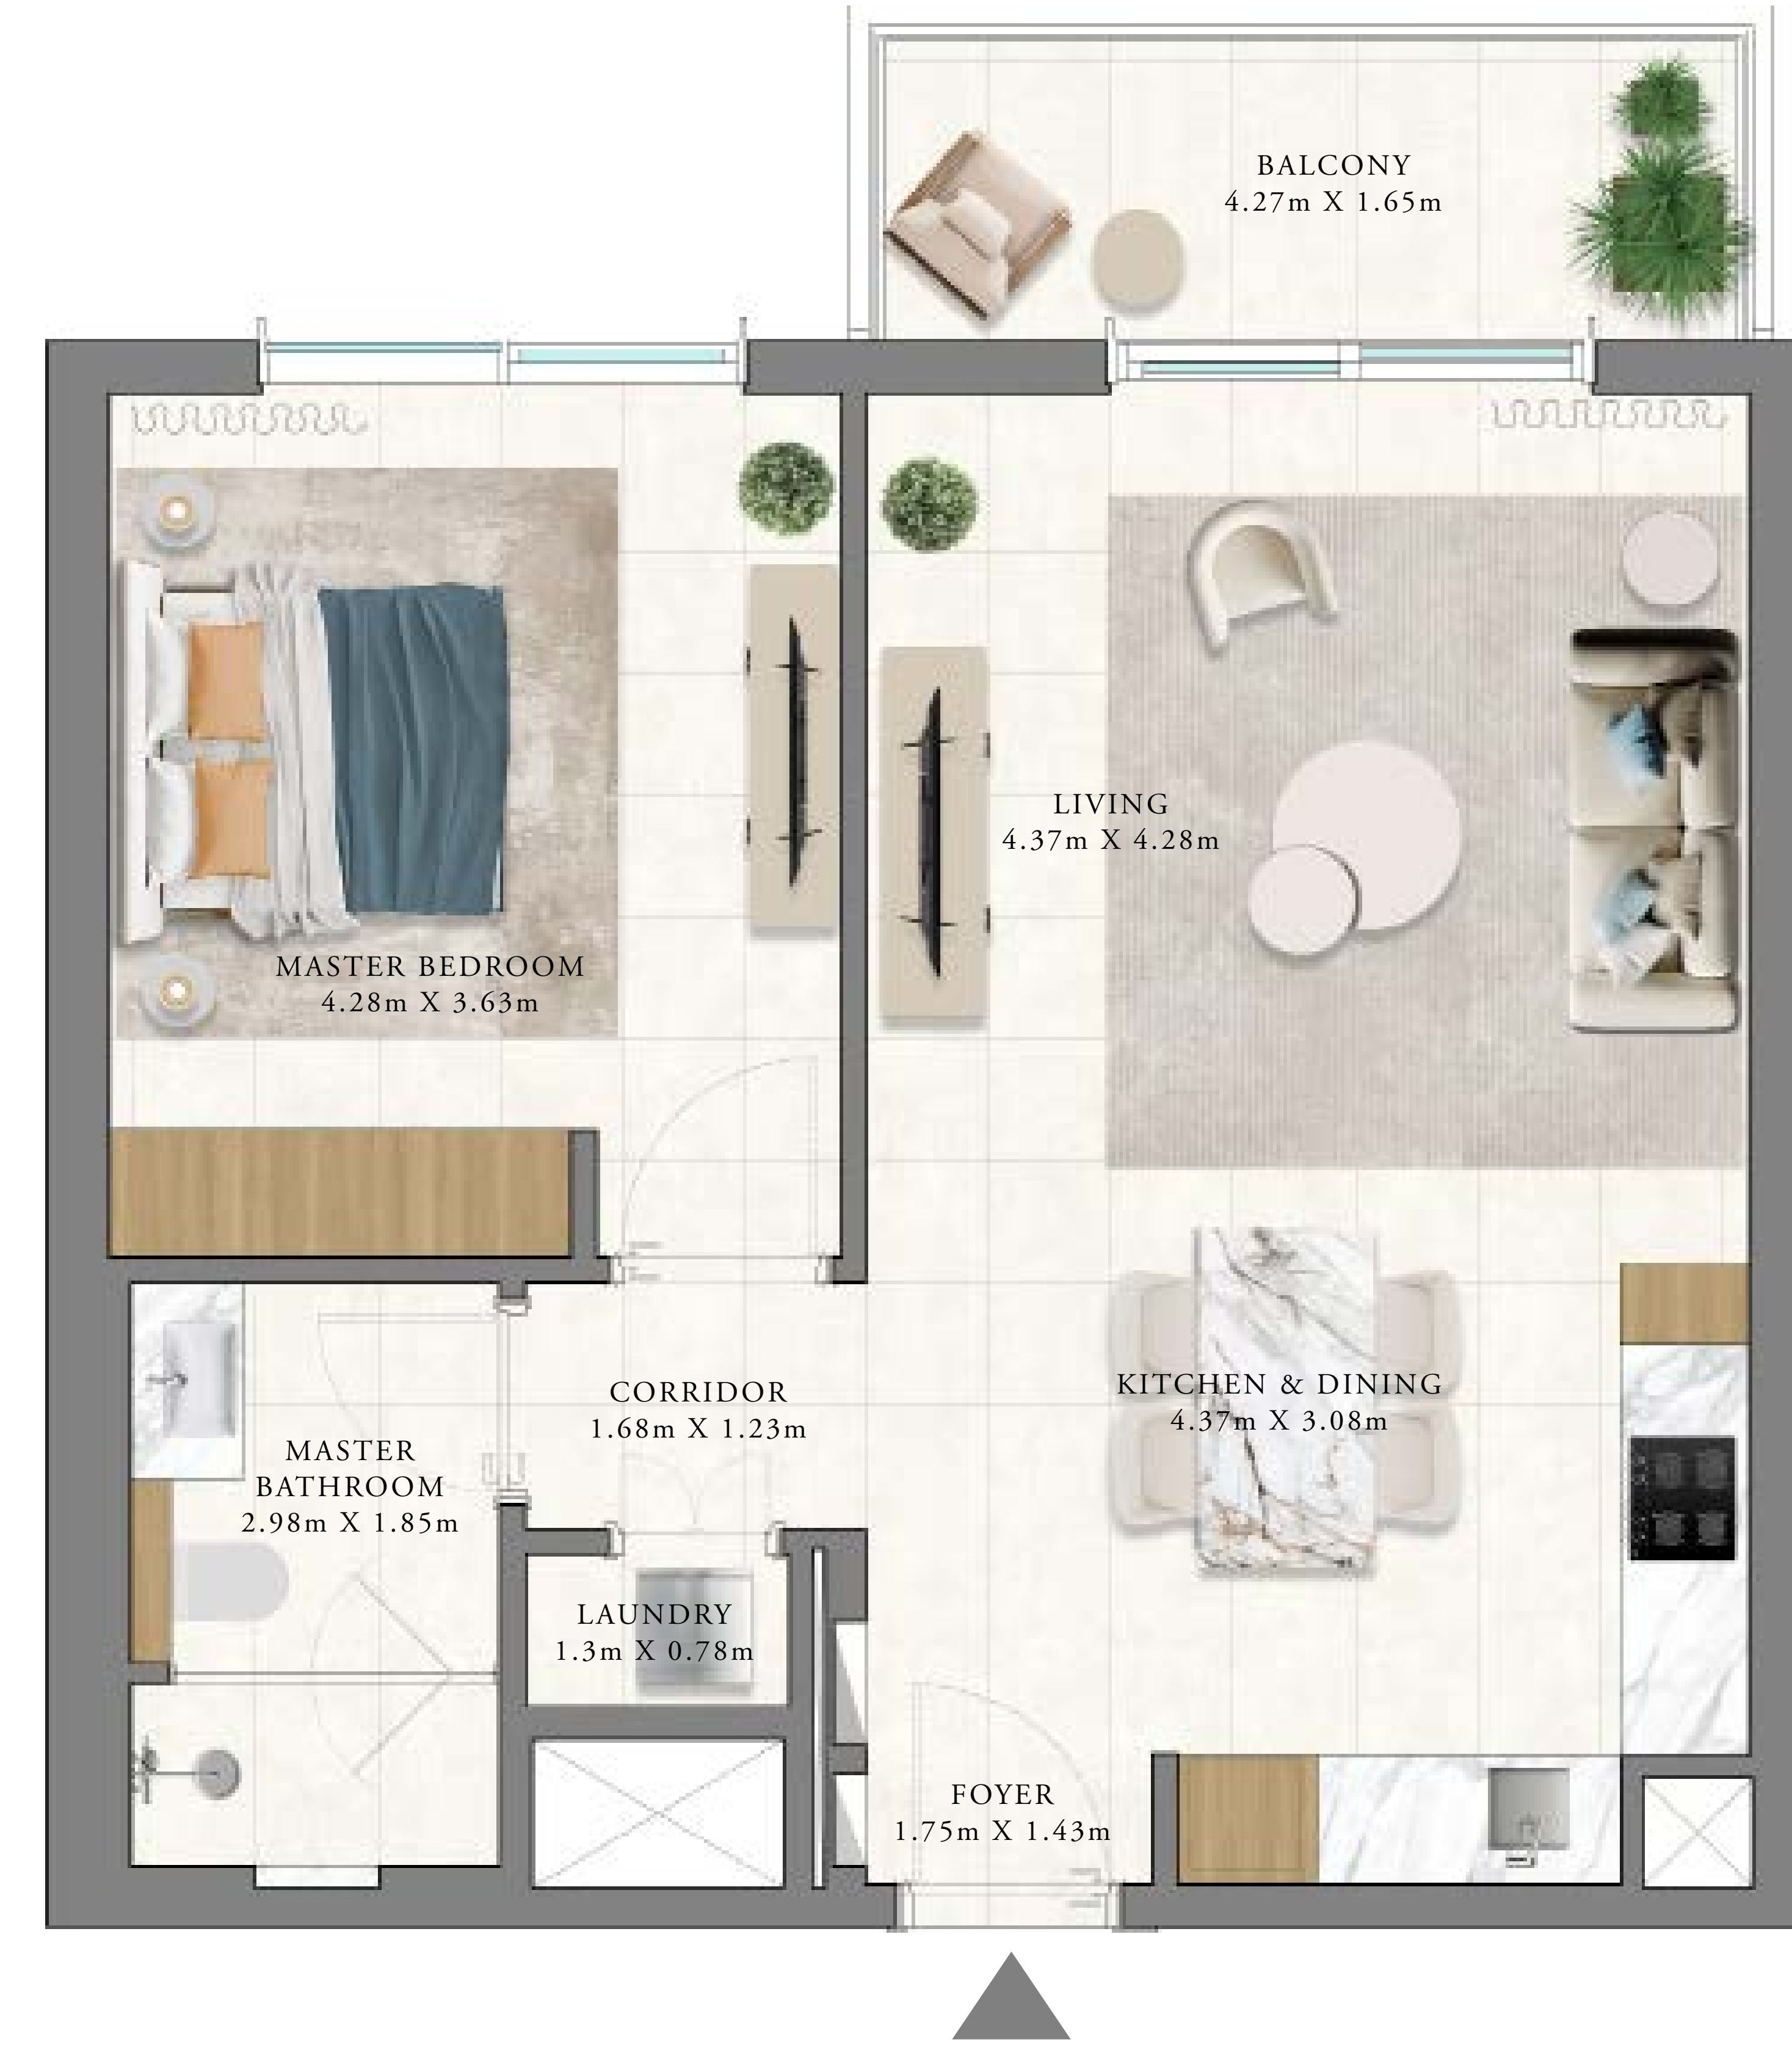 BALCONY
4.27m X 1.65m
LIVING
4.37m X 4.28m
MASTER BEDROOM
4.28m X 3.63m
CORRIDOR
1.68m X 1.23m
KITCHEN & DINING
4.37m X 3.08m
MASTER
BATHROOM
2.98m X 1.85m
LAUNDRY
1.3m X 0.78m
FOYER
1.75m X 1.43m